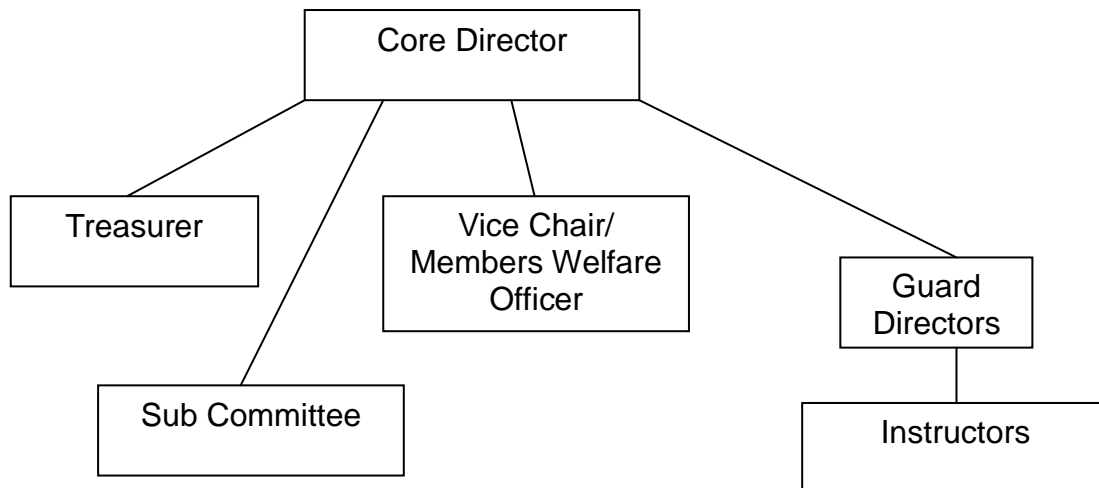 Core Director
Treasurer
Vice Chair/
Members Welfare
Officer
Guard
Directors
Sub Committee
Instructors